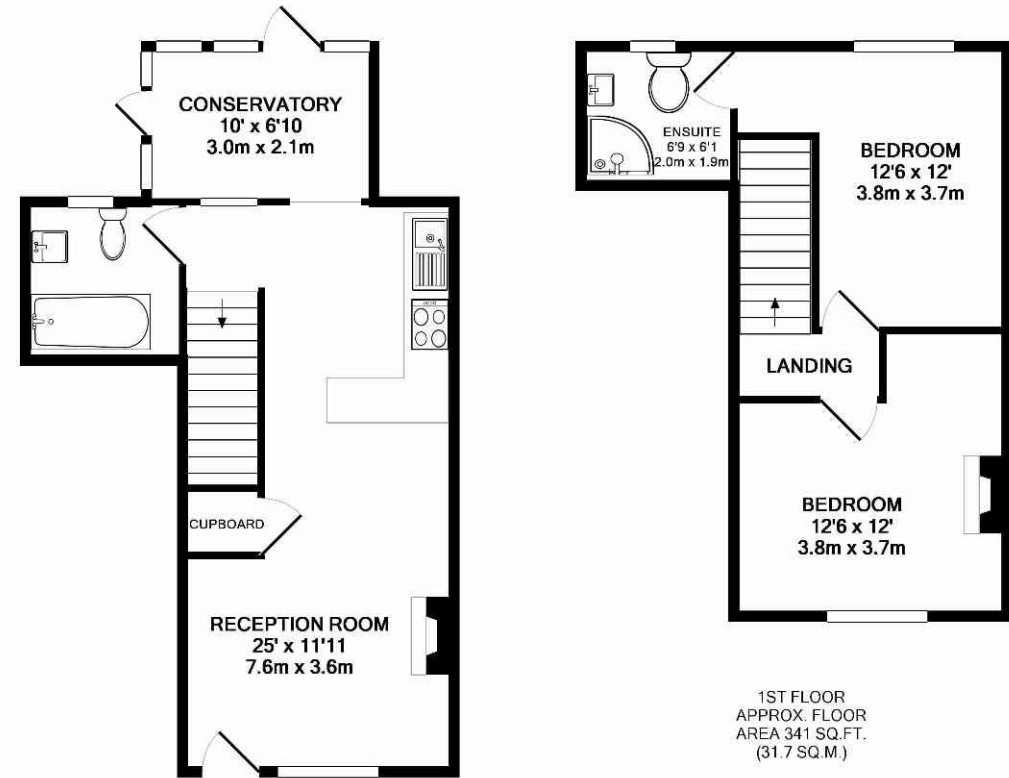 CONSERVATORY
10' x 6'10
3.0m x 2.1m
CUPBOARD
RECEPTION ROOM
25' x 11'11
7.6m x 3.6m
ENSUITE
6'9 x 6'1
2.0m x 1.9m
BEDROOM
12'6 x 12'
3.8m x 3.7m
LANDING
BEDROOM
12'6 x 12'
3.8m x 3.7m
1ST FLOOR
APPROX. FLOOR
AREA 341 SQ.FT.
(31.7 SQ.M.)